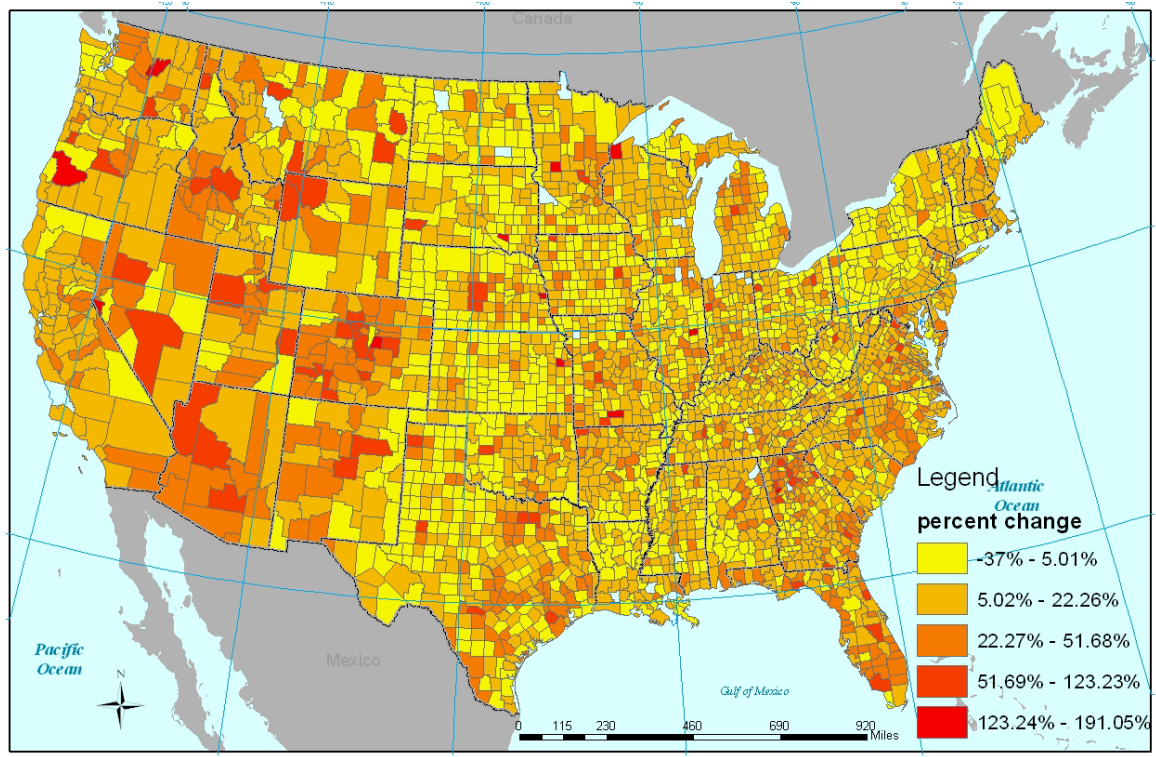 Canada
Legend
Atlantic
Ocean
percent change
-37% - 5.01%
5.02% - 22.26%
22.27% - 51.68%
51.69% - 123.23%
123.24% - 191.05%
Pacific
Ocean
Mexico
Gulf of Mexico
N
0 115 230 460 690 920
Miles